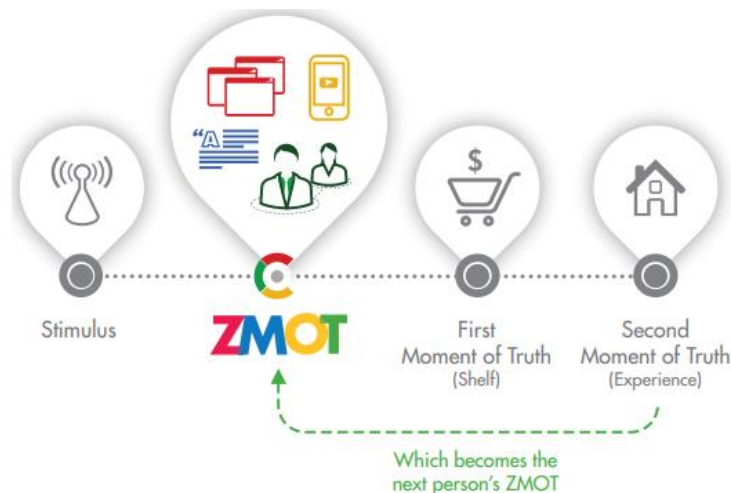 “A
$
Stimulus
ZMOT
First
Moment of Truth
(Shelf)
Second
Moment of Truth
(Experience)
Which becomes the
next person's ZMOT